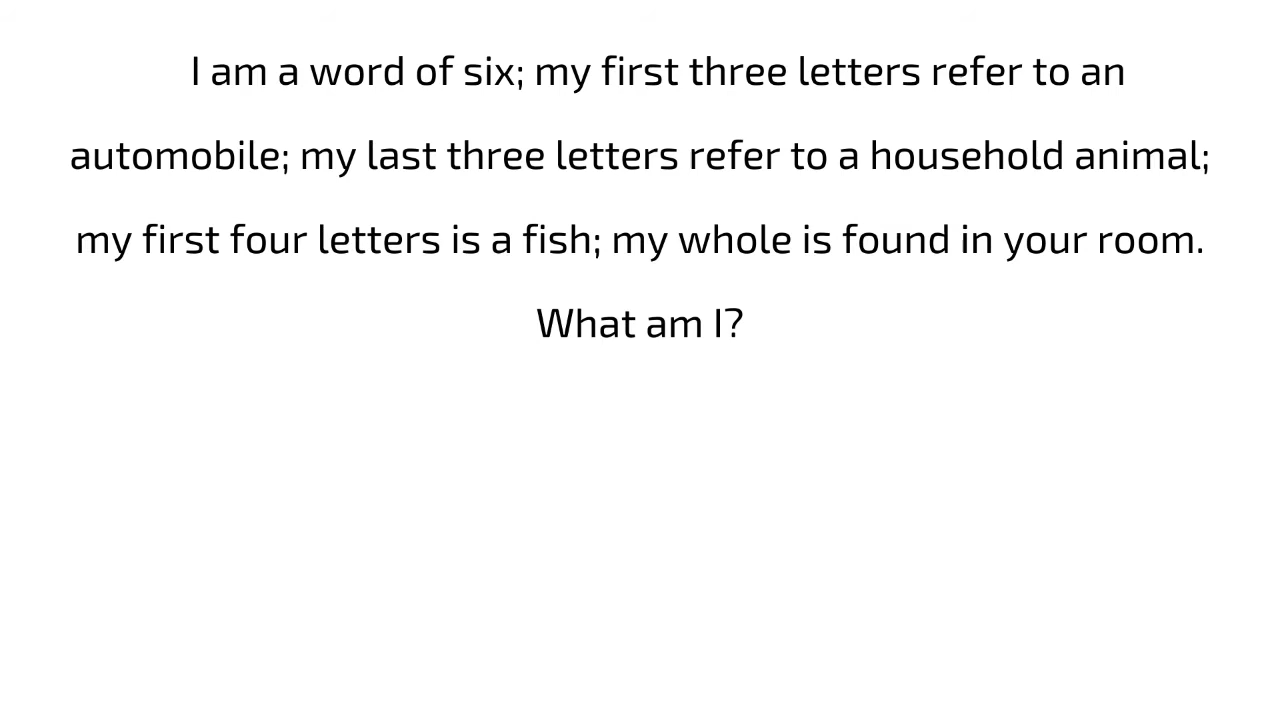 I am a word of six; my first three letters refer to an
automobile; my last three letters refer to a household animal;
my first four letters is a fish; my whole is found in your room.
What am I?